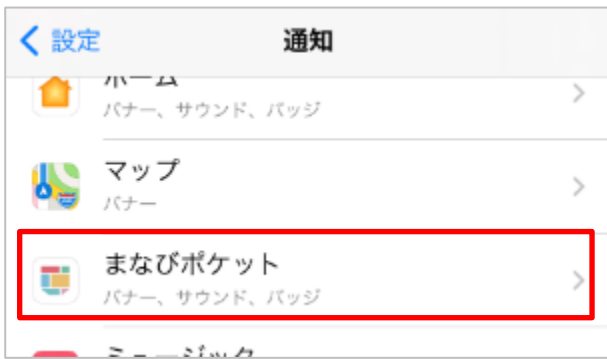 設定
通知
ホーム
バナー、サウンド、バッジ
マップ
バナー
まなびポケット
バナー、サウンド、バッジ
ミュージック